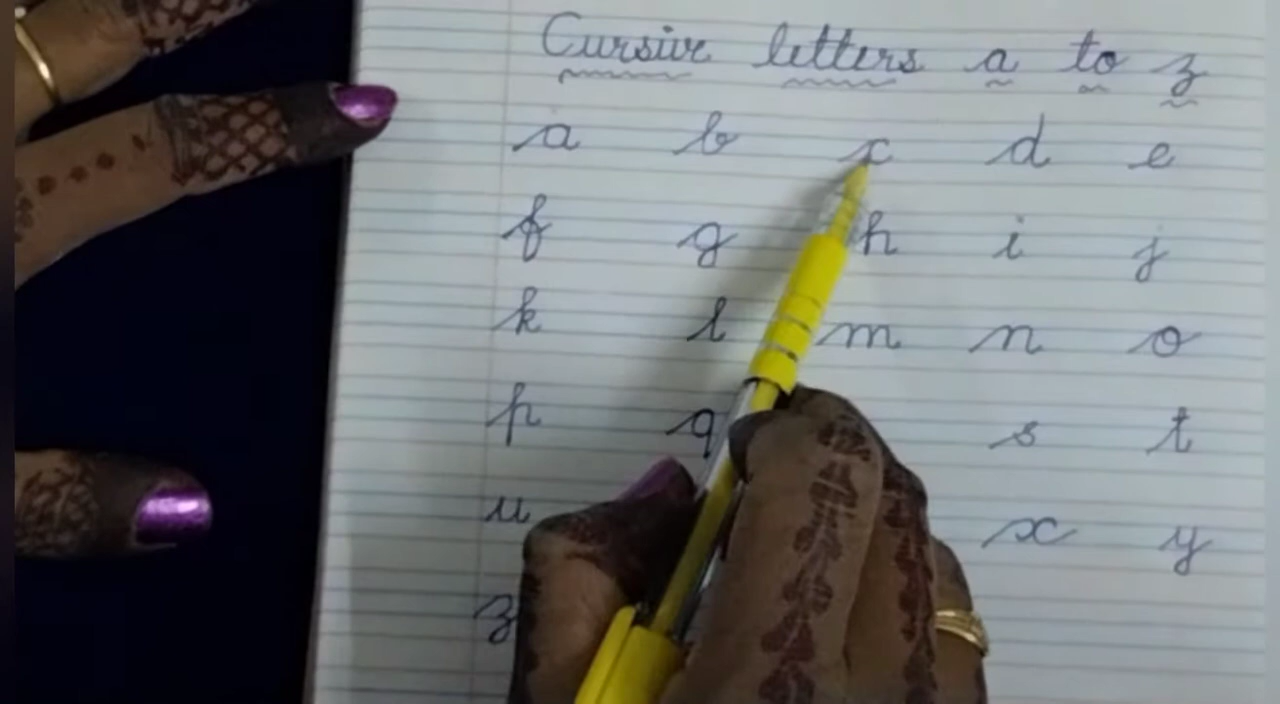 Cursive letters a to z
a b c d e
f g h i j
k l m n o
p q s t
u x y
z